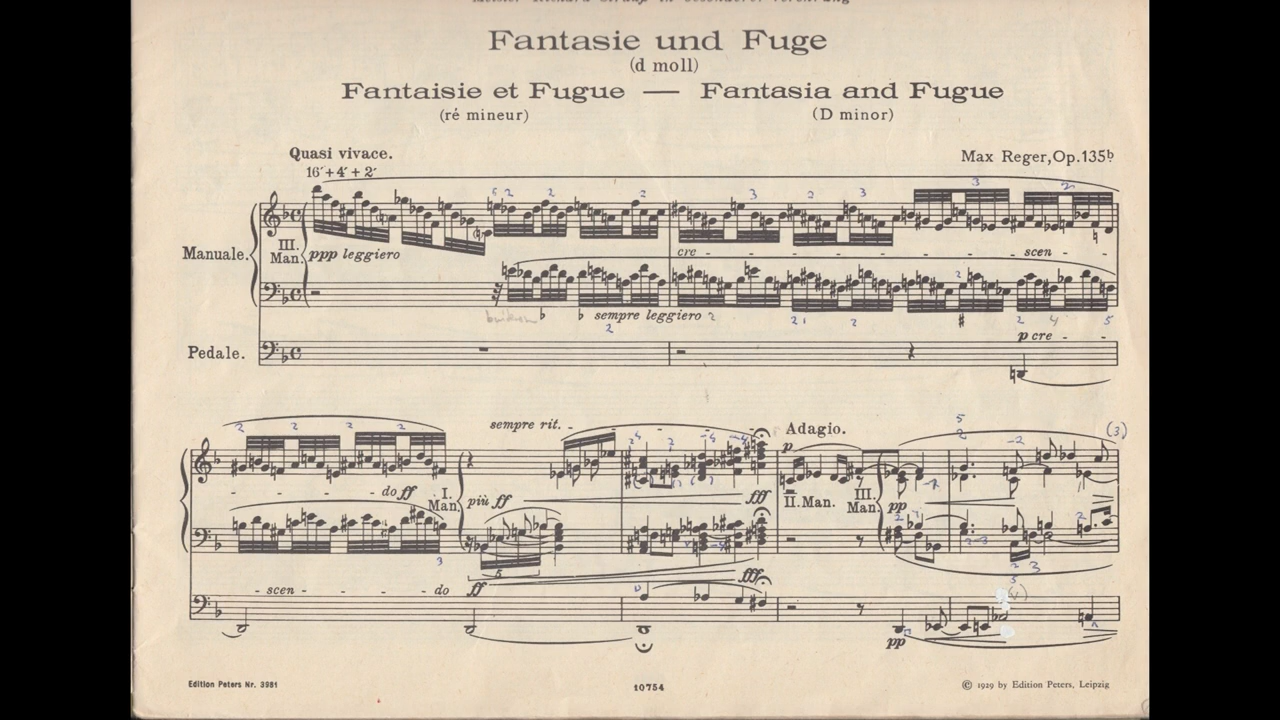 Fantasie und Fuge
(d moll)
Fantaisie et Fugue — Fantasia and Fugue
(ré mineur) (D minor)
Quasi vivace. Max Reger, Op. 135b
16'+4'+2'
Manuale. III. Man. ppp leggiero cre - - scen -
sempre leggiero
p cre - -
Pedale.
sempre rit. Adagio.
p
do ff I. Man. più ff fff II. Man. III. Man. pp
5
- scen - - do ff fff
pp
Edition Peters Nr. 3981 10754 © 1929 by Edition Peters, Leipzig